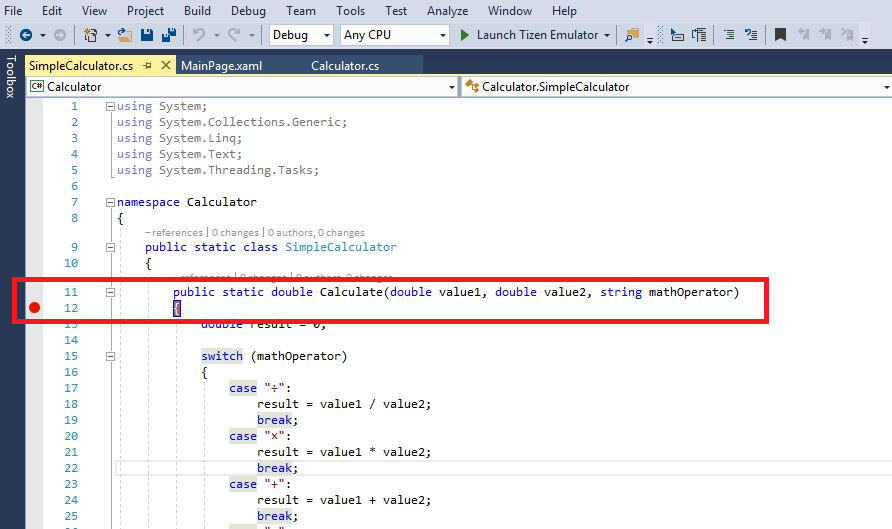 File Edit View Project Build Debug Team Tools Test Analyze Window Help
Debug Any CPU Launch Tizen Emulator
Toolbox
SimpleCalculator.cs MainPage.xaml Calculator.cs
C# Calculator Calculator.SimpleCalculator
1 using System;
2 using System.Collections.Generic;
3 using System.Linq;
4 using System.Text;
5 using System.Threading.Tasks;
6
7 namespace Calculator
8 {
– references | 0 changes | 0 authors, 0 changes
9 public static class SimpleCalculator
10 {
references | 0 changes | 0 authors, 0 changes
11 public static double Calculate(double value1, double value2, string mathOperator)
12 {
13 double result = 0;
14
15 switch (mathOperator)
16 {
17 case "÷":
18 result = value1 / value2;
19 break;
20 case "×":
21 result = value1 * value2;
22 break;
23 case "+":
24 result = value1 + value2;
25 break;